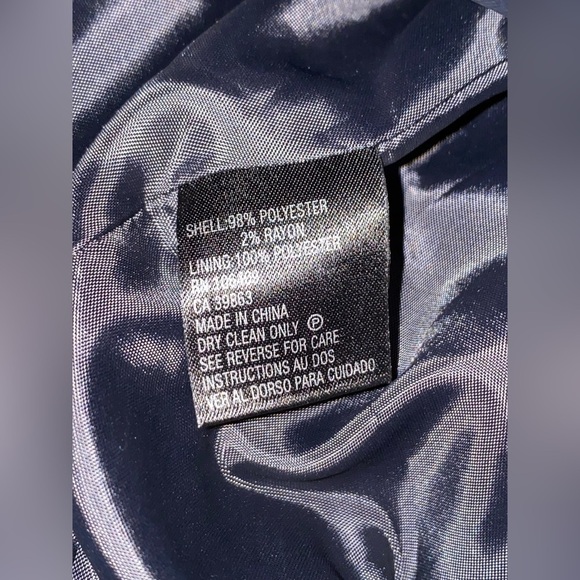 SHELL:98% POLYESTER
2% RAYON
LINING:100% POLYESTER
RN
CA 39863
MADE IN CHINA
DRY CLEAN ONLY Ⓟ
SEE REVERSE FOR CARE
INSTRUCTIONS AU DOS
VER AL DORSO PARA CUIDADO